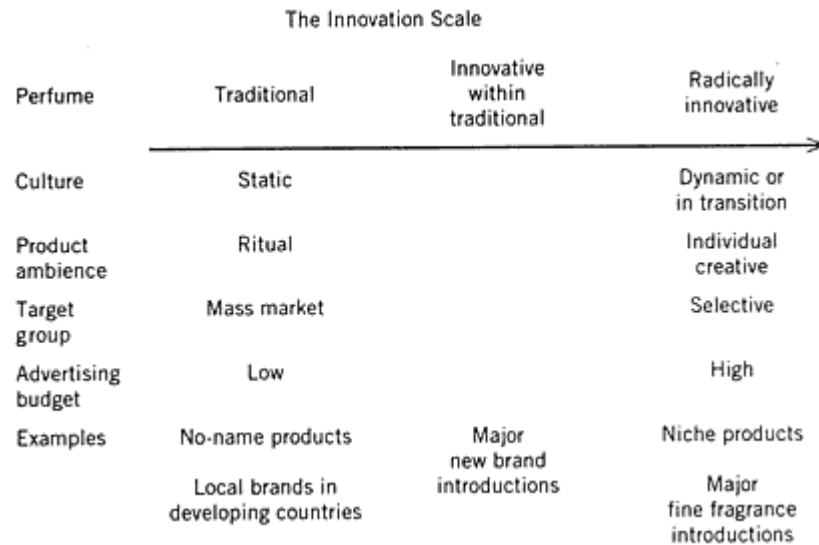 The Innovation Scale
Perfume Traditional Innovative within traditional Radically innovative
Culture Static Dynamic or in transition
Product ambience Ritual Individual creative
Target group Mass market Selective
Advertising budget Low High
Examples No-name products Major new brand introductions Niche products
Local brands in developing countries Major fine fragrance introductions